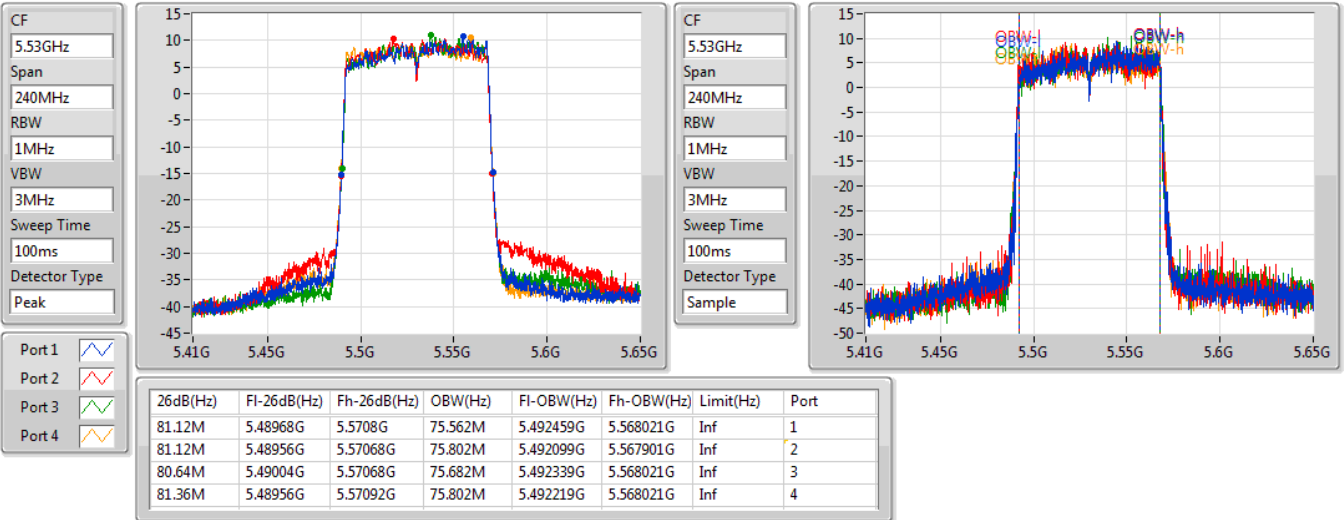 CF
5.53GHz
Span
240MHz
RBW
1MHz
VBW
3MHz
Sweep Time
100ms
Detector Type
Peak
15
10
5
0
-5
-10
-15
-20
-25
-30
-35
-40
-45
5.41G 5.45G 5.5G 5.55G 5.6G 5.65G
CF
5.53GHz
Span
240MHz
RBW
1MHz
VBW
3MHz
Sweep Time
100ms
Detector Type
Sample
15
10
5
0
-5
-10
-15
-20
-25
-30
-35
-40
-45
-50
OBW-l OBW-h
OBW-h
5.41G 5.45G 5.5G 5.55G 5.6G 5.65G
Port 1
Port 2
Port 3
Port 4
26dB(Hz) Fl-26dB(Hz) Fh-26dB(Hz) OBW(Hz) Fl-OBW(Hz) Fh-OBW(Hz) Limit(Hz) Port
81.12M 5.48968G 5.5708G 75.562M 5.492459G 5.568021G Inf 1
81.12M 5.48956G 5.57068G 75.802M 5.492099G 5.567901G Inf 2
80.64M 5.49004G 5.57068G 75.682M 5.492339G 5.568021G Inf 3
81.36M 5.48956G 5.57092G 75.802M 5.492219G 5.568021G Inf 4